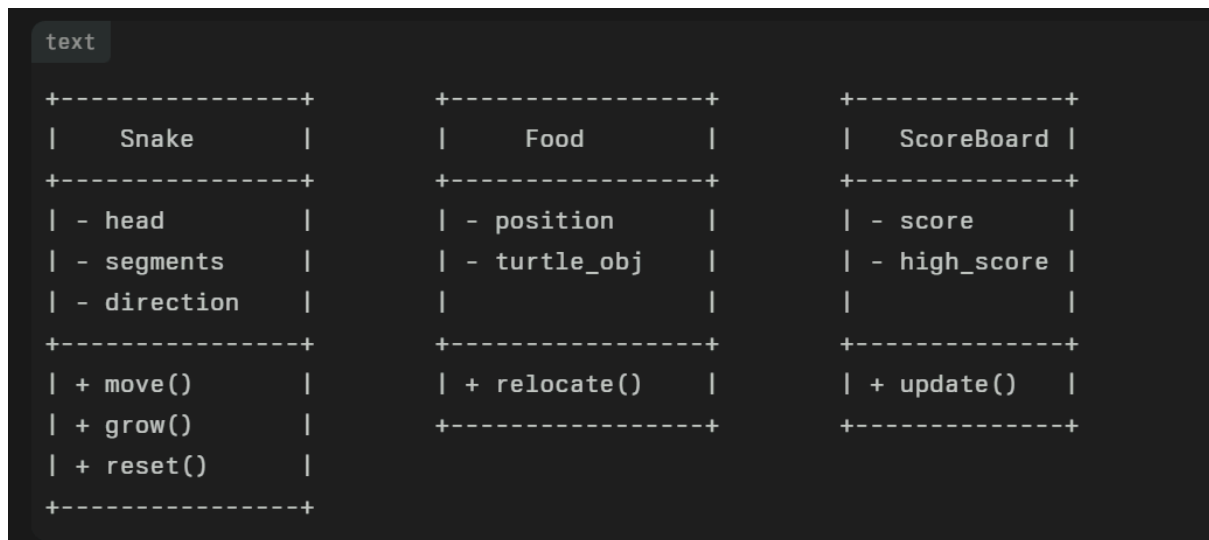 text
+----------------+        +-----------------+        +--------------+
|    Snake       |        |     Food        |        |   ScoreBoard |
+----------------+        +-----------------+        +--------------+
| - head         |        | - position      |        | - score      |
| - segments     |        | - turtle_obj    |        | - high_score |
| - direction    |        |                 |        |              |
+----------------+        +-----------------+        +--------------+
| + move()       |        | + relocate()    |        | + update()   |
| + grow()       |        +-----------------+        +--------------+
| + reset()      |
+----------------+